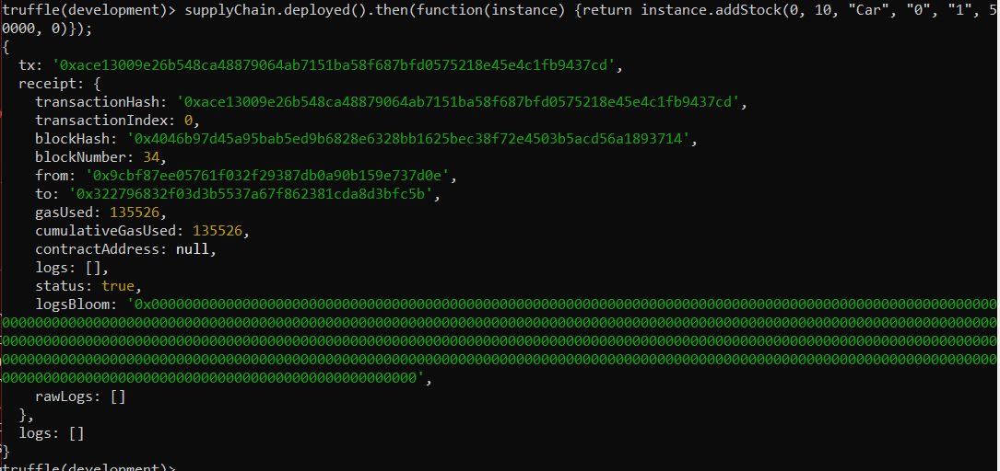 truffle(development)> supplyChain.deployed().then(function(instance) {return instance.addStock(0, 10, "Car", "0", "1", 5
0000, 0)});
{
  tx: '0xace13009e26b548ca48879064ab7151ba58f687bfd0575218e45e4c1fb9437cd',
  receipt: {
    transactionHash: '0xace13009e26b548ca48879064ab7151ba58f687bfd0575218e45e4c1fb9437cd',
    transactionIndex: 0,
    blockHash: '0x4046b97d45a95bab5ed9b6828e6328bb1625bec38f72e4503b5acd56a1893714',
    blockNumber: 34,
    from: '0x9cbf87ee05761f032f29387db0a90b159e737d0e',
    to: '0x322796832f03d3b5537a67f862381cda8d3bfc5b',
    gasUsed: 135526,
    cumulativeGasUsed: 135526,
    contractAddress: null,
    logs: [],
    status: true,
    logsBloom: '0x000000000000000000000000000000000000000000000000000000000000000000000000000000000000000000000000000000
000000000000000000000000000000000000000000000000000000000000000000000000000000000000000000000000000000000000000000000000
000000000000000000000000000000000000000000000000000000000000000000000000000000000000000000000000000000000000000000000000
000000000000000000000000000000000000000000000000000000000000000000000000000000000000000000000000000000000000000000000000
00000000000000000000000000000000000000000000000000',
    rawLogs: []
  },
  logs: []
}
truffle(development)>